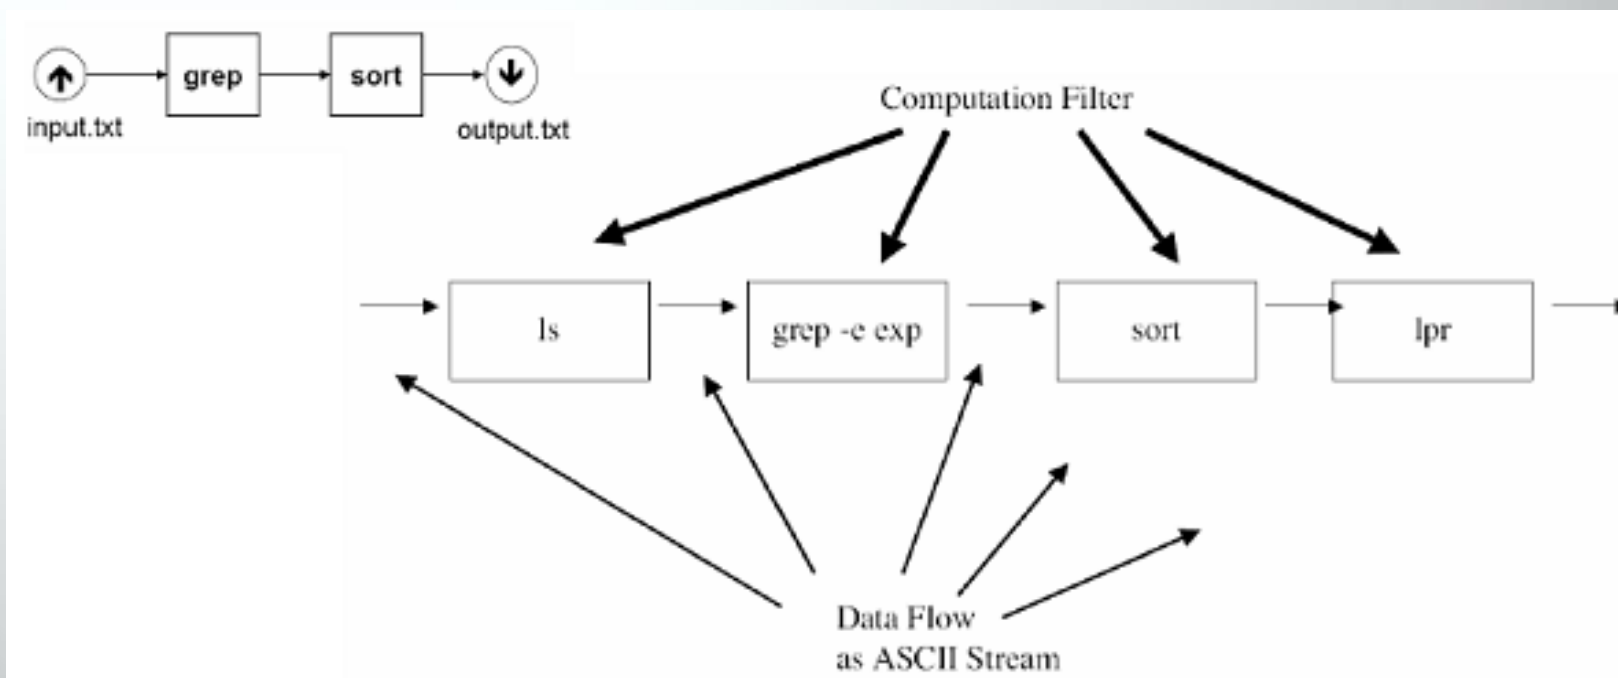 grep
sort
input.txt
output.txt
Computation Filter
ls
grep -e exp
sort
lpr
Data Flow
as ASCII Stream